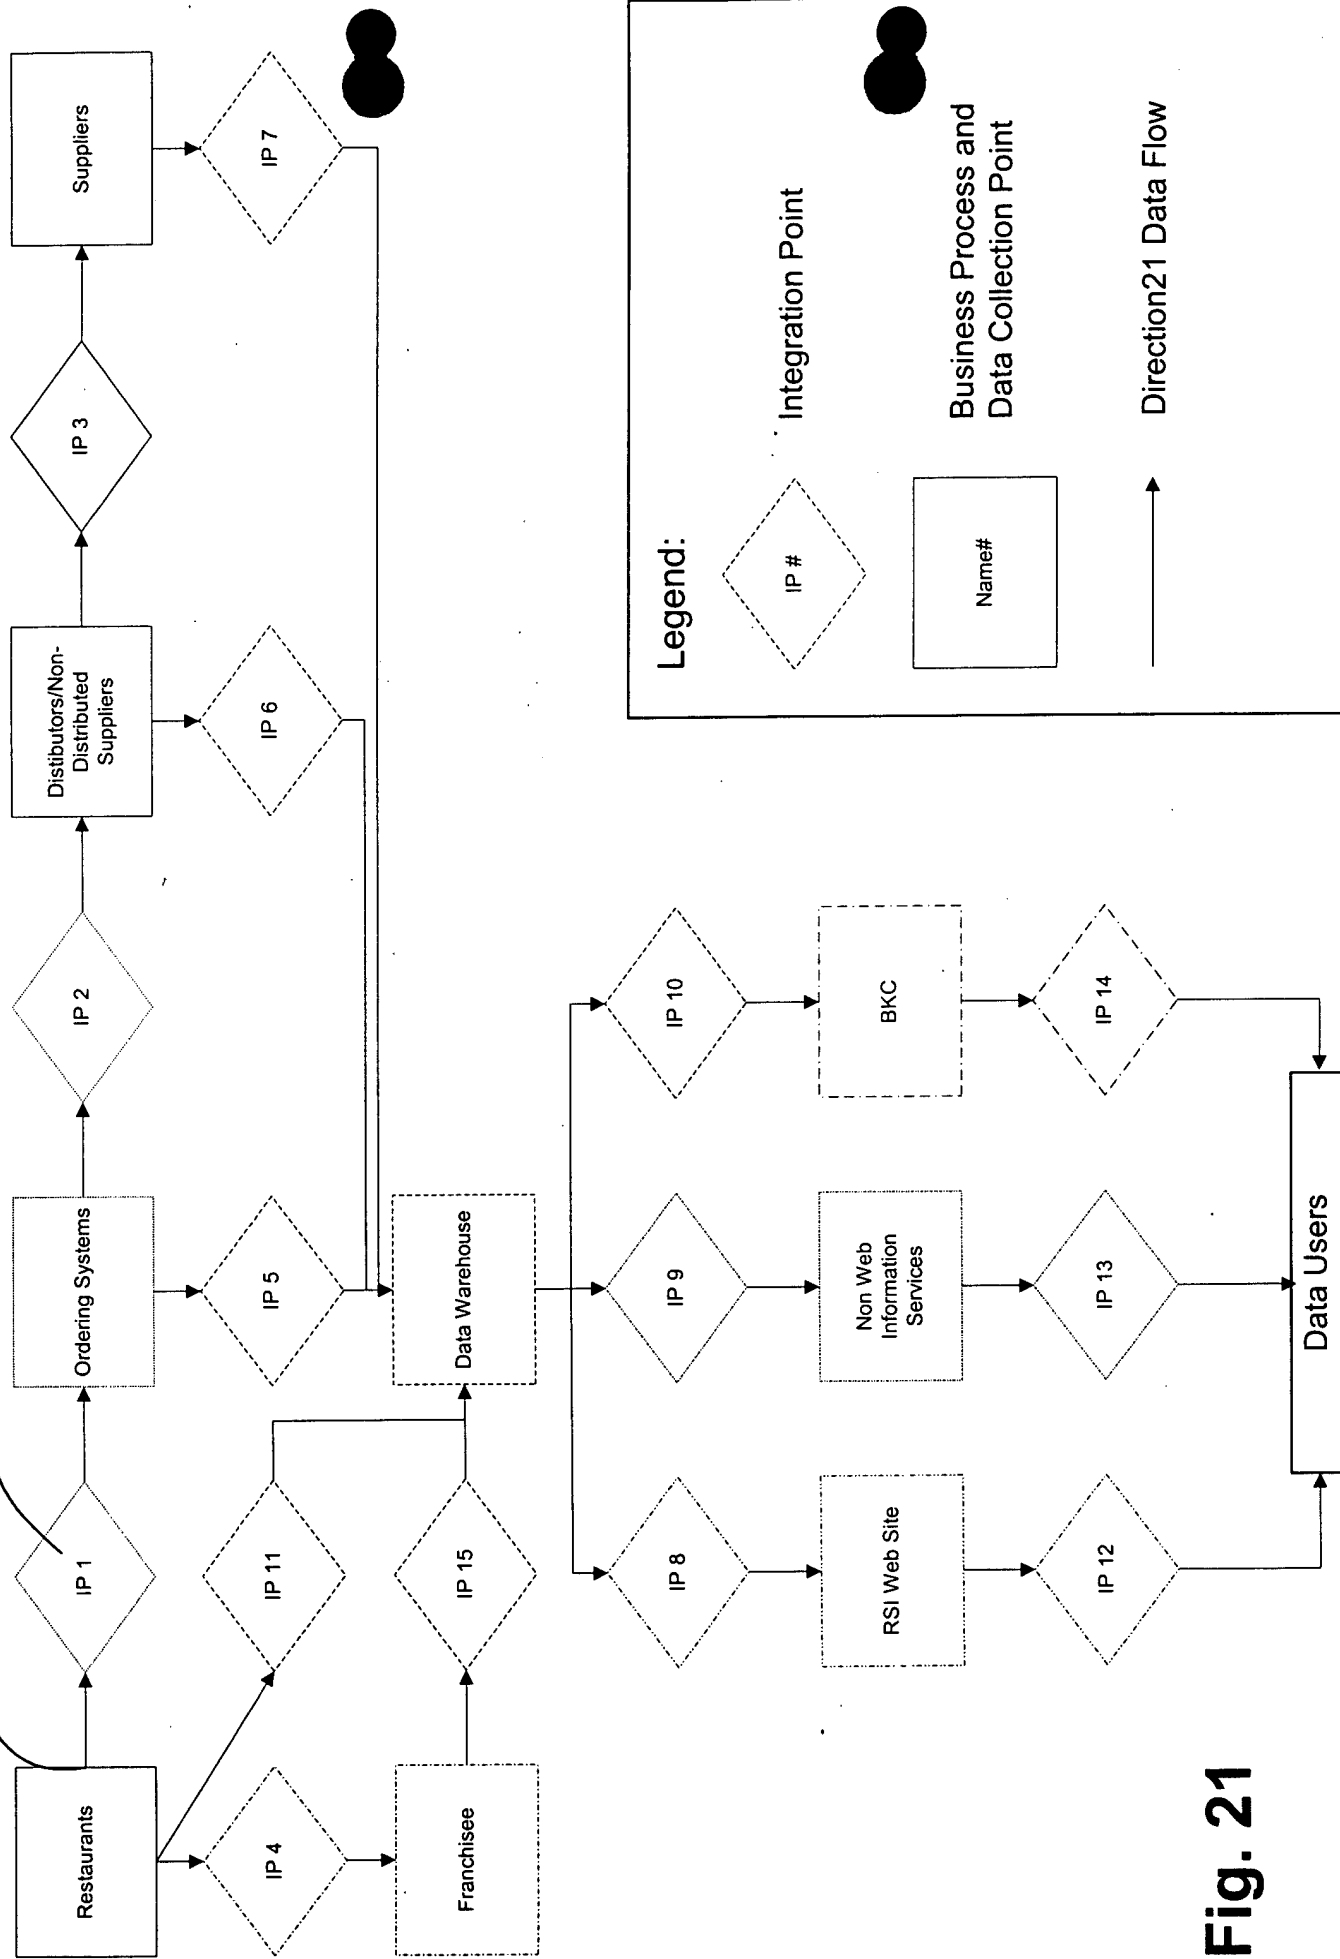 Restaurants
IP 1
Ordering Systems
IP 2
Distibutors/Non-
Distributed
Suppliers
IP 3
Suppliers
IP 4
IP 11
IP 5
IP 6
IP 7
Franchisee
IP 15
Data Warehouse
IP 8
IP 9
IP 10
RSI Web Site
Non Web
Information
Services
BKC
IP 12
IP 13
IP 14
Data Users
Legend:
IP #
Integration Point
Name#
Business Process and
Data Collection Point
Direction21 Data Flow
Fig. 21